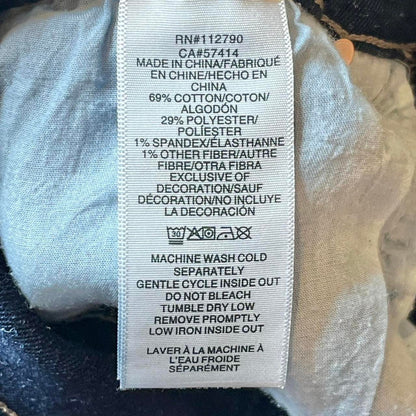 RN#112790
CA#57414
MADE IN CHINA/FABRIQUÉ
EN CHINE/HECHO EN
CHINA
69% COTTON/COTON/
ALGODÓN
29% POLYESTER/
POLIÉSTER
1% SPANDEX/ÉLASTHANNE
1% OTHER FIBER/AUTRE
FIBRE/OTRA FIBRA
EXCLUSIVE OF
DECORATION/SAUF
DÉCORATION/NO INCLUYE
LA DECORACIÓN
30
MACHINE WASH COLD
SEPARATELY
GENTLE CYCLE INSIDE OUT
DO NOT BLEACH
TUMBLE DRY LOW
REMOVE PROMPTLY
LOW IRON INSIDE OUT
LAVER À LA MACHINE À
L'EAU FROIDE
SÉPARÉMENT